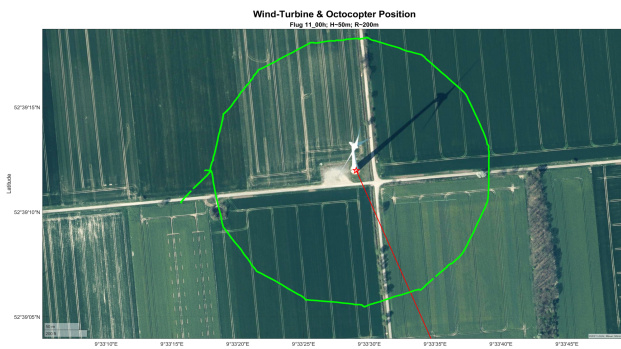 Wind-Turbine & Octocopter Position
Flug 11_00h; H~50m; R~200m
52°39'15"N
Latitude
52°39'10"N
52°39'05"N
9°33'10"E 9°33'15"E 9°33'20"E 9°33'25"E 9°33'30"E 9°33'35"E 9°33'40"E 9°33'45"E